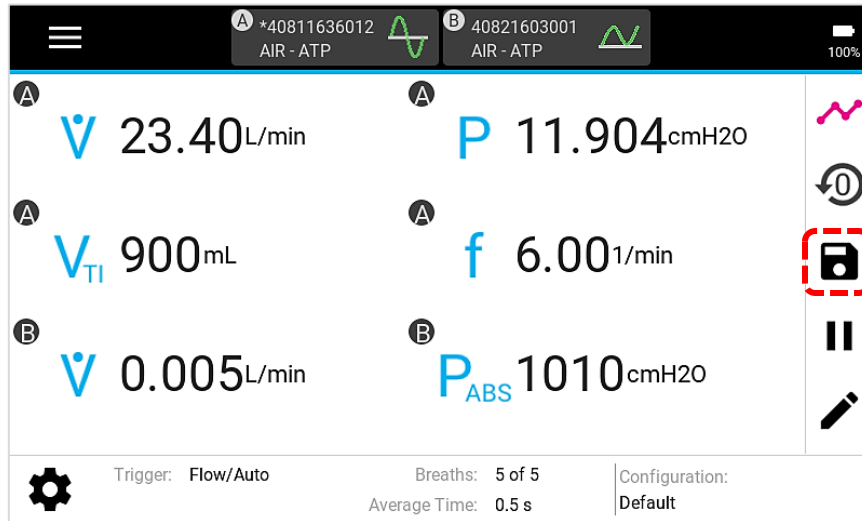 A *40811636012
AIR - ATP
B 40821603001
AIR - ATP
100%
A V̇ 23.40 L/min
A P 11.904 cmH2O
0
A VTI 900 mL
A f 6.00 1/min
B V̇ 0.005 L/min
B PABS 1010 cmH2O
Trigger: Flow/Auto
Breaths: 5 of 5
Average Time: 0.5 s
Configuration:
Default